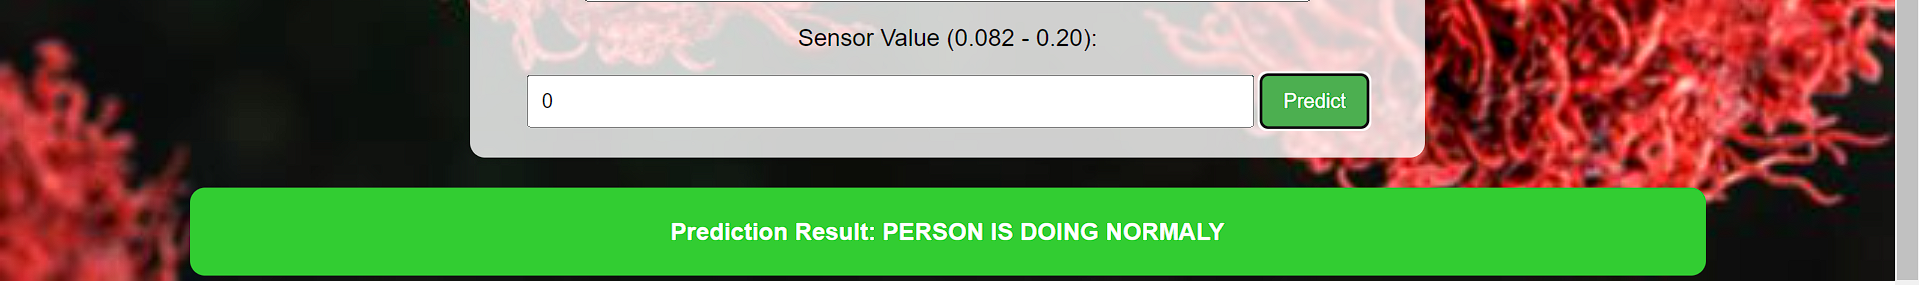 Sensor Value (0.082 - 0.20):
0
Predict
Prediction Result: PERSON IS DOING NORMALY